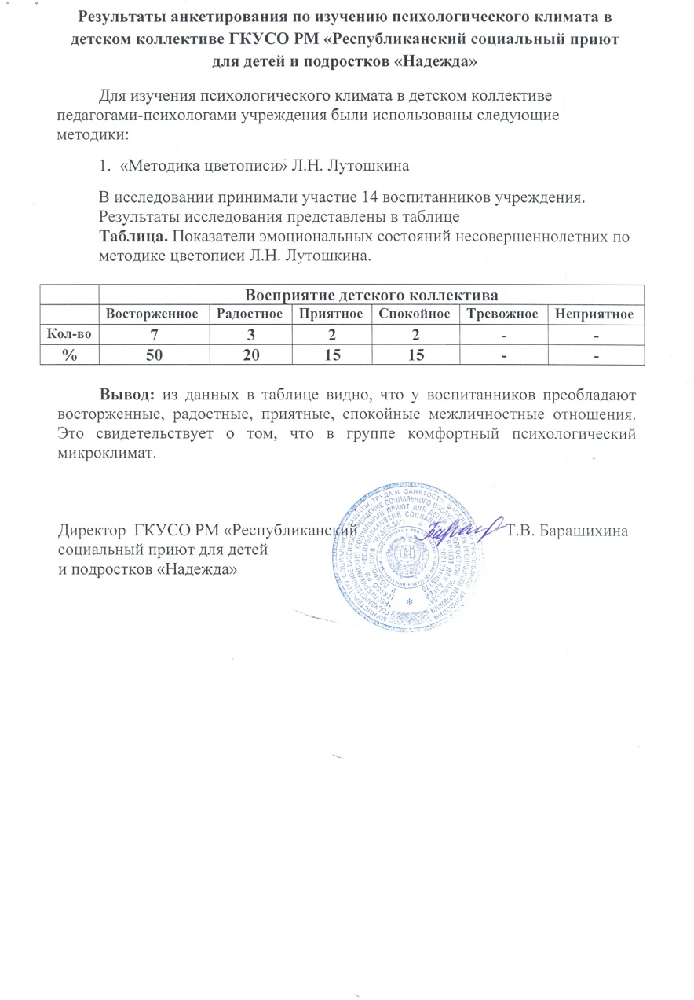 Результаты анкетирования по изучению психологического климата в
детском коллективе ГКУСО РМ «Республиканский социальный приют
для детей и подростков «Надежда»
Для изучения психологического климата в детском коллективе
педагогами-психологами учреждения были использованы следующие
методики:
1. «Методика цветописи» Л.Н. Лутошкина
В исследовании принимали участие 14 воспитанников учреждения.
Результаты исследования представлены в таблице
Таблица. Показатели эмоциональных состояний несовершеннолетних по
методике цветописи Л.Н. Лутошкина.
Восприятие детского коллектива
Восторженное Радостное Приятное Спокойное Тревожное Неприятное
Кол-во 7 3 2 2 - -
% 50 20 15 15 - -
Вывод: из данных в таблице видно, что у воспитанников преобладают
восторженные, радостные, приятные, спокойные межличностные отношения.
Это свидетельствует о том, что в группе комфортный психологический
микроклимат.
Директор ГКУСО РМ «Республиканский Т.В. Барашихина
социальный приют для детей
и подростков «Надежда»